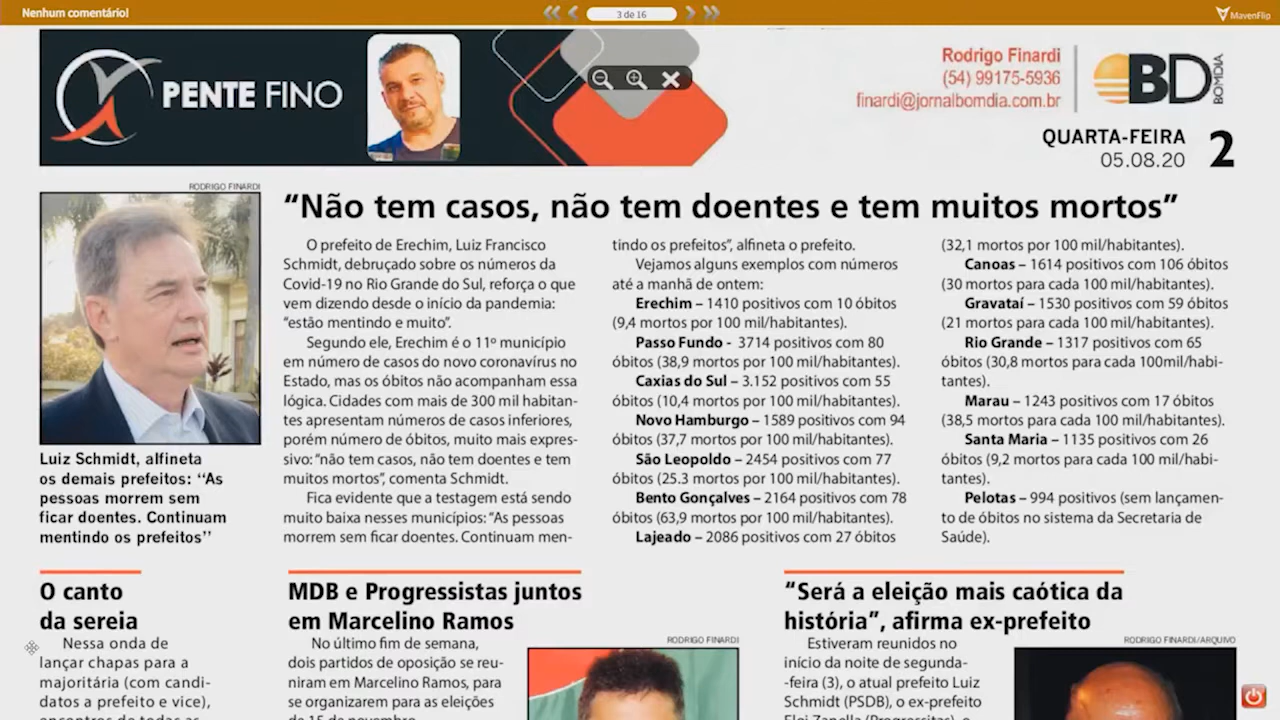 Nenhum comentário!
3 de 16
MavenFlip
PENTE FINO
Rodrigo Finardi
(54) 99175-5936
finardi@jornalbomdia.com.br
BD
BOMDIA
QUARTA-FEIRA
05.08.20
2
RODRIGO FINARDI
“Não tem casos, não tem doentes e tem muitos mortos”
O prefeito de Erechim, Luiz Francisco
Schmidt, debruçado sobre os números da
Covid-19 no Rio Grande do Sul, reforça o que
vem dizendo desde o início da pandemia:
“estão mentindo e muito”.
Segundo ele, Erechim é o 11º município
em número de casos do novo coronavírus no
Estado, mas os óbitos não acompanham essa
lógica. Cidades com mais de 300 mil habitan-
tes apresentam números de casos inferiores,
porém número de óbitos, muito mais expres-
sivo: “não tem casos, não tem doentes e tem
muitos mortos”, comenta Schmidt.
Fica evidente que a testagem está sendo
muito baixa nesses municípios: “As pessoas
morrem sem ficar doentes. Continuam men-
tindo os prefeitos”, alfineta o prefeito.
Vejamos alguns exemplos com números
até a manhã de ontem:
Erechim – 1410 positivos com 10 óbitos
(9,4 mortos por 100 mil/habitantes).
Passo Fundo - 3714 positivos com 80
óbitos (38,9 mortos por 100 mil/habitantes).
Caxias do Sul – 3.152 positivos com 55
óbitos (10,4 mortos por 100 mil/habitantes).
Novo Hamburgo – 1589 positivos com 94
óbitos (37,7 mortos por 100 mil/habitantes).
São Leopoldo – 2454 positivos com 77
óbitos (25.3 mortos por 100 mil/habitantes).
Bento Gonçalves – 2164 positivos com 78
óbitos (63,9 mortos por 100 mil/habitantes).
Lajeado – 2086 positivos com 27 óbitos
(32,1 mortos por 100 mil/habitantes).
Canoas – 1614 positivos com 106 óbitos
(30 mortos para cada 100 mil/habitantes).
Gravataí – 1530 positivos com 59 óbitos
(21 mortos para cada 100 mil/habitantes).
Rio Grande – 1317 positivos com 65
óbitos (30,8 mortos para cada 100mil/habi-
tantes).
Marau – 1243 positivos com 17 óbitos
(38,5 mortos para cada 100 mil/habitantes).
Santa Maria – 1135 positivos com 26
óbitos (9,2 mortos para cada 100 mil/habi-
tantes).
Pelotas – 994 positivos (sem lançamen-
to de óbitos no sistema da Secretaria de
Saúde).
Luiz Schmidt, alfineta
os demais prefeitos: “As
pessoas morrem sem
ficar doentes. Continuam
mentindo os prefeitos”
O canto
da sereia
Nessa onda de
lançar chapas para a
majoritária (com candi-
datos a prefeito e vice),
encontros de todas as
MDB e Progressistas juntos
em Marcelino Ramos
No último fim de semana,
dois partidos de oposição se reu-
niram em Marcelino Ramos, para
se organizarem para as eleições
de 15 de novembro.
RODRIGO FINARDI
“Será a eleição mais caótica da
história”, afirma ex-prefeito
Estiveram reunidos no
início da noite de segunda-
-feira (3), o atual prefeito Luiz
Schmidt (PSDB), o ex-prefeito
Eloi Zanella (Progressitas), o
RODRIGO FINARDI/ARQUIVO